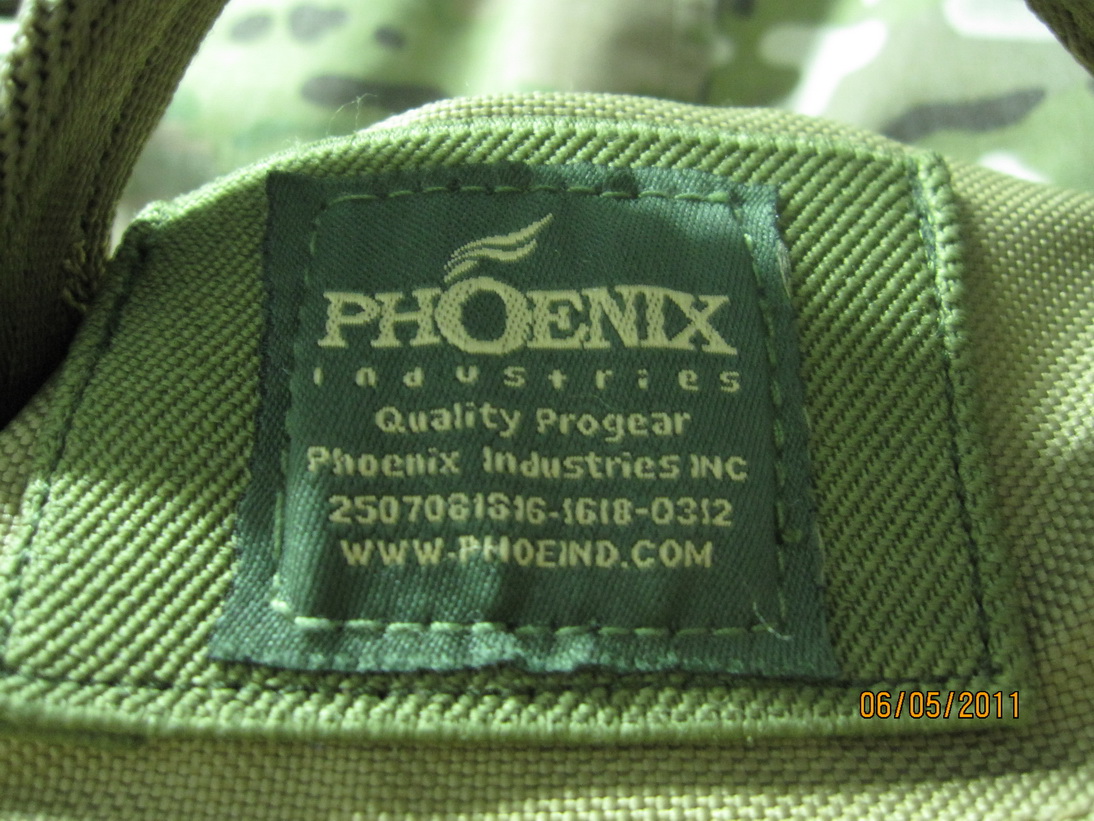 PHOENIX
industries
Quality Progear
Phoenix Industries INC
2507081816-1618-0312
WWW.PHOEIND.COM
06/05/2011